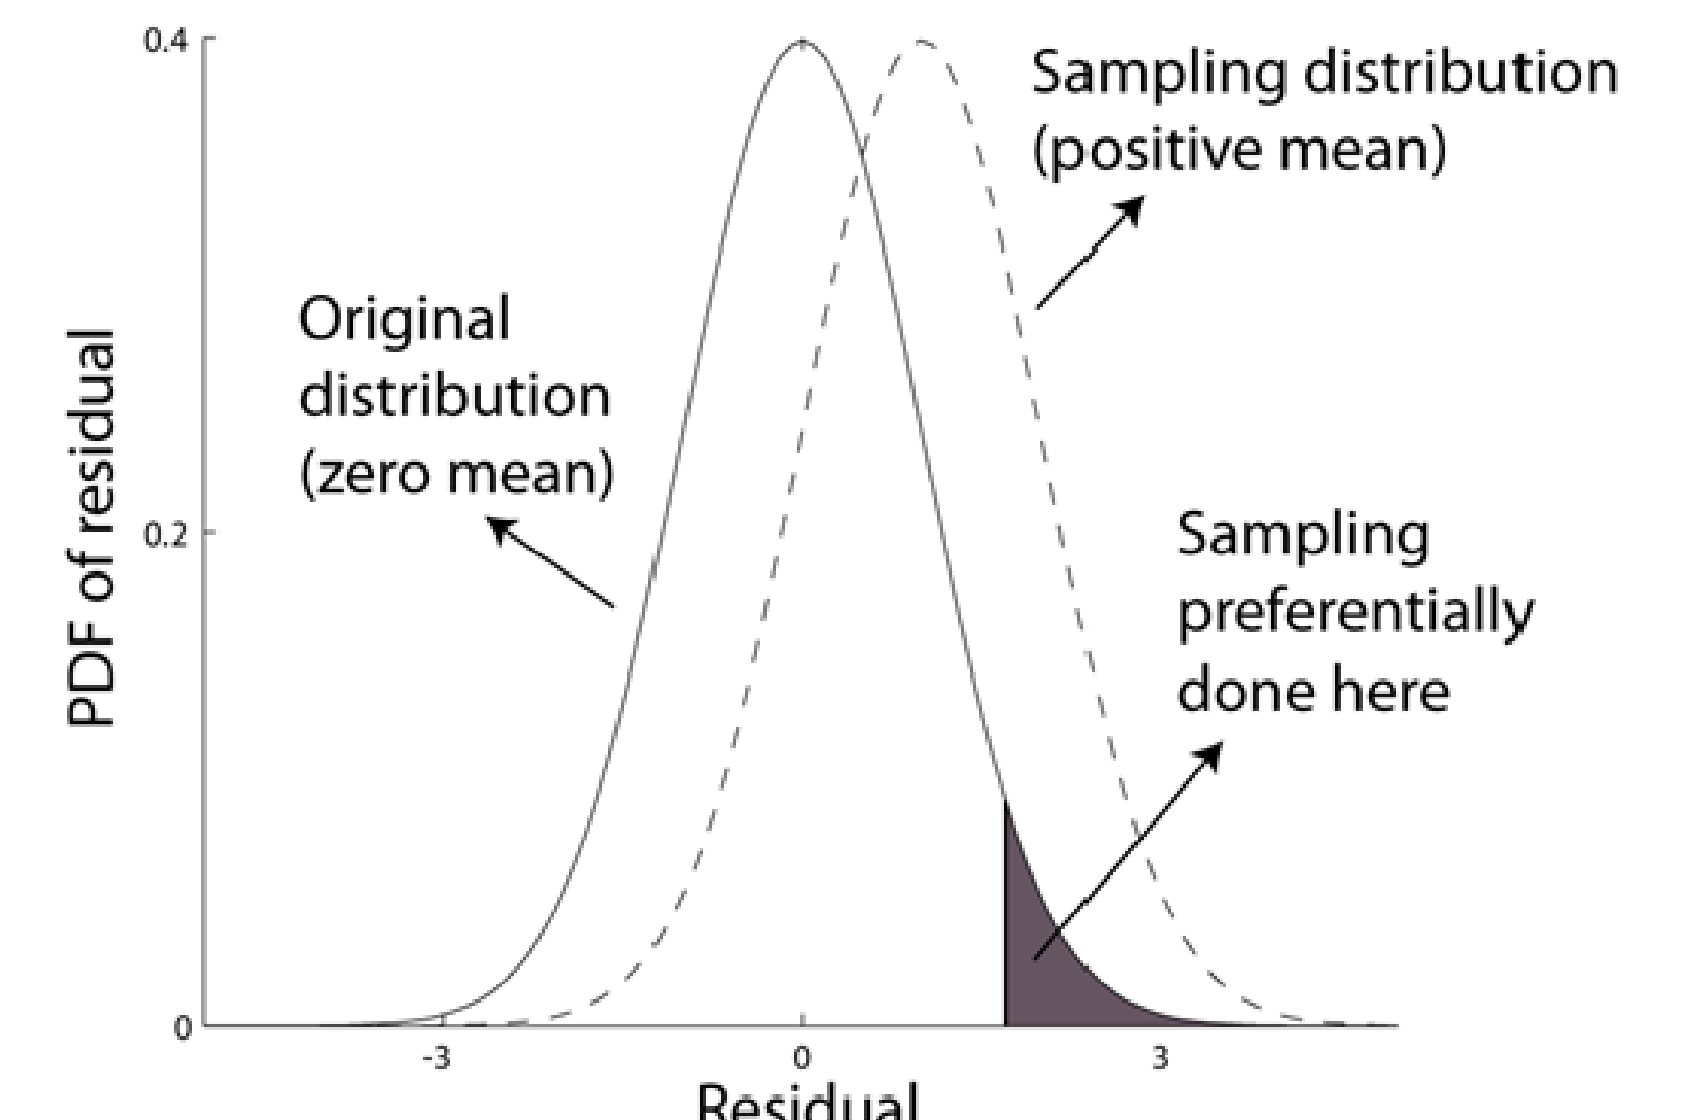 0.4
Sampling distribution
(positive mean)
Original
distribution
(zero mean)
PDF of residual
0.2
Sampling
preferentially
done here
0
-3
0
3
Residual